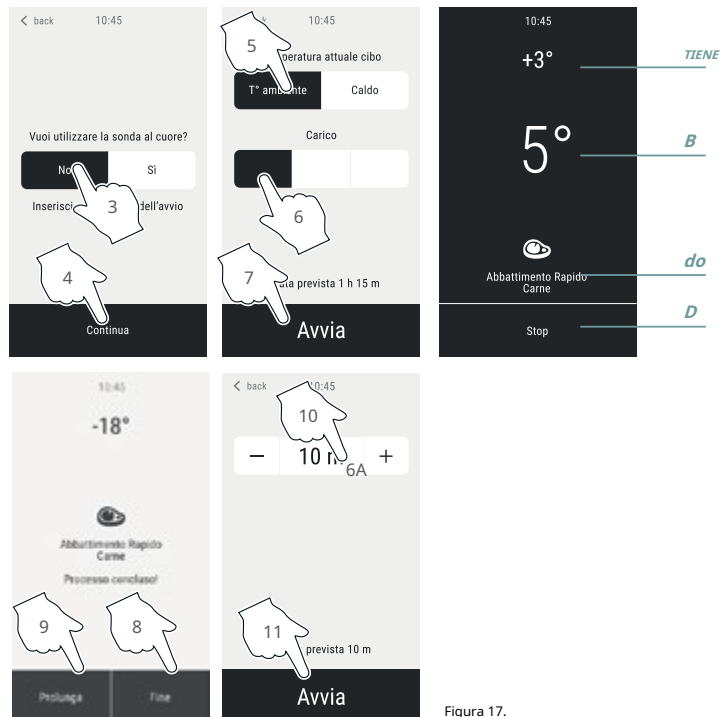 back 10:45
Vuoi utilizzare la sonda al cuore?
No Sì
Inserisci dell'avvio
3
4
Continua
10:45
5
peratura attuale cibo
T° ambiente Caldo
Carico
6
7
ata prevista 1 h 15 m
Avvia
10:45
+3°
TIENE
5°
B
Abbattimento Rapido
Carne
do
Stop
D
10:45
-18°
Abbattimento Rapido
Carne
Processo concluso!
9 8
Prolunga Fine
back 10:45
10
− 10 m +
6A
11
prevista 10 m
Avvia
Figura 17.